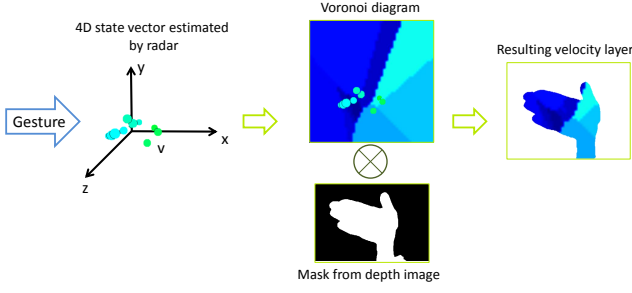 4D state vector estimated
by radar
Voronoi diagram
Resulting velocity layer
Gesture
y
x
v
z
Mask from depth image